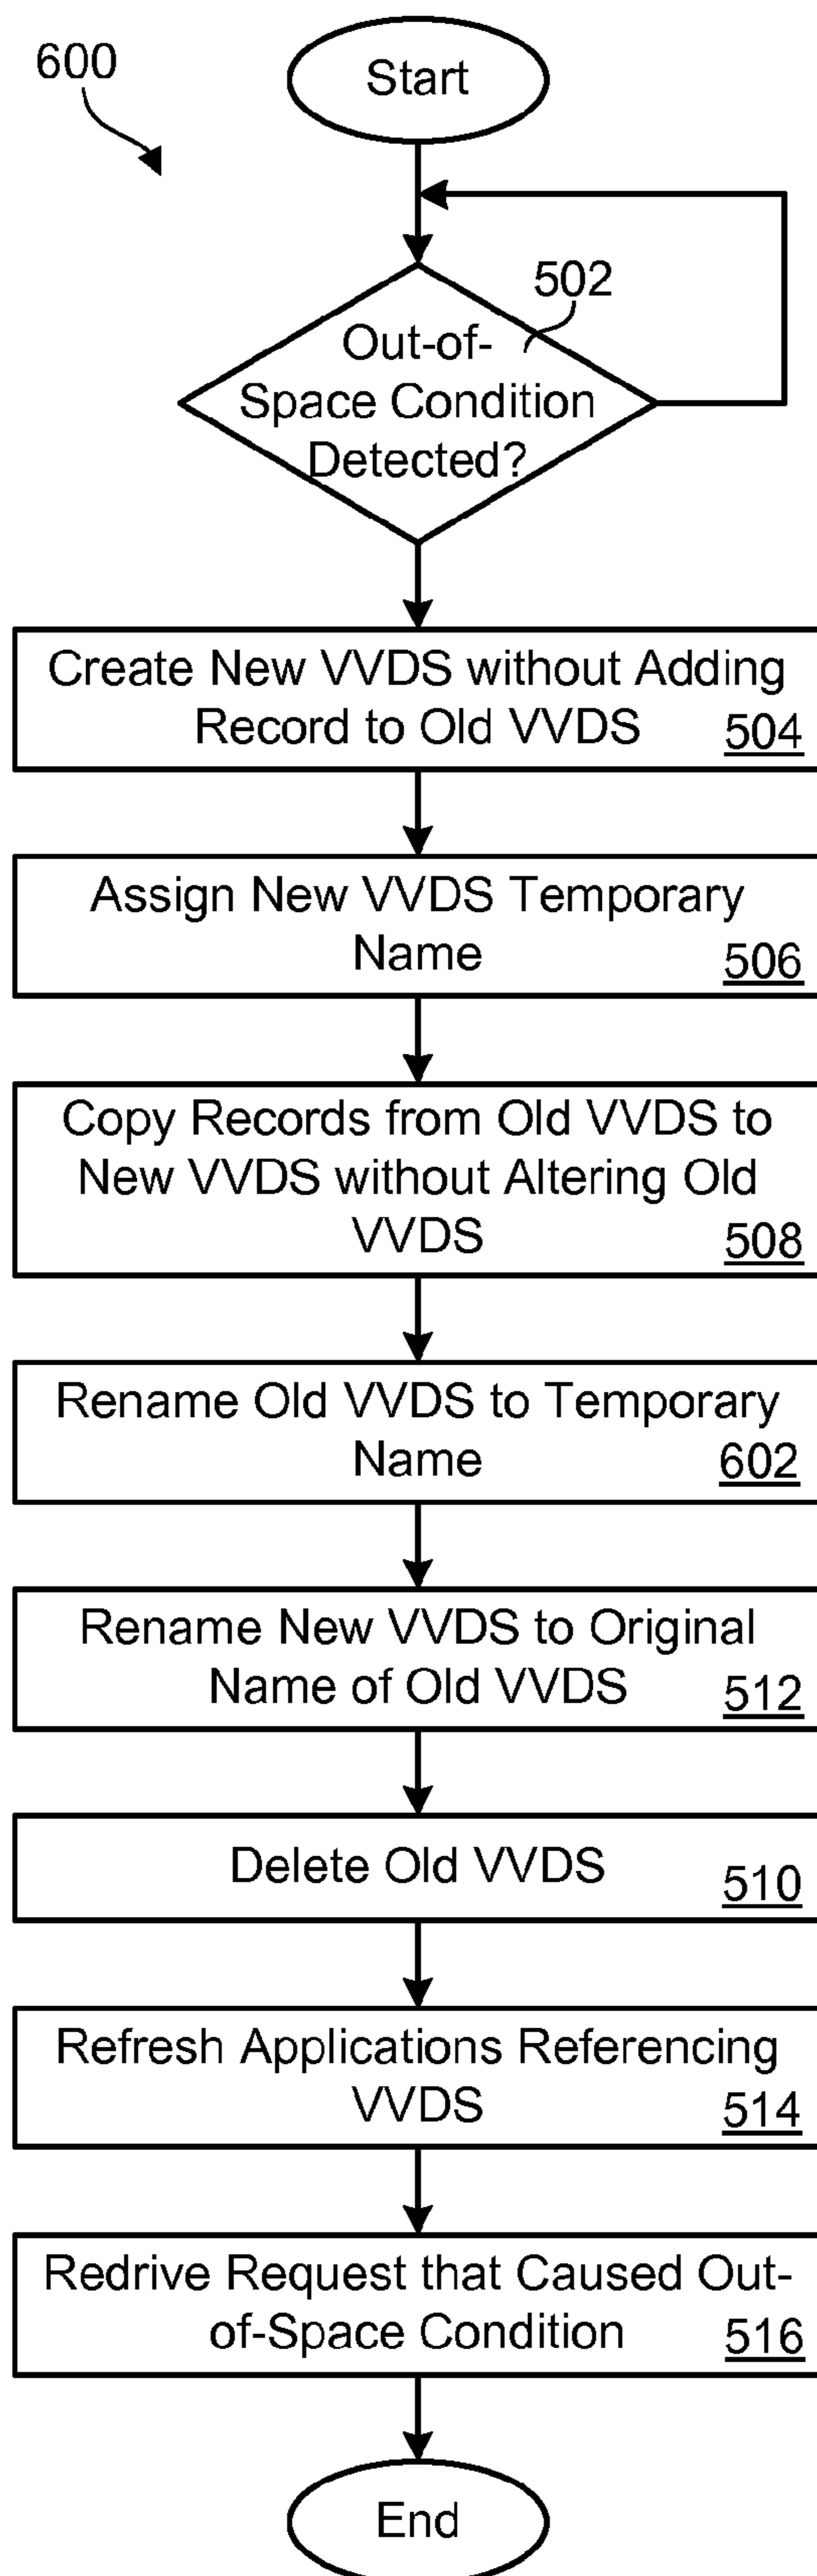 600
Start
502
Out-of-
Space Condition
Detected?
Create New VVDS without Adding
Record to Old VVDS
504
Assign New VVDS Temporary
Name
506
Copy Records from Old VVDS to
New VVDS without Altering Old
VVDS
508
Rename Old VVDS to Temporary
Name
602
Rename New VVDS to Original
Name of Old VVDS
512
Delete Old VVDS
510
Refresh Applications Referencing
VVDS
514
Redrive Request that Caused Out-
of-Space Condition
516
End